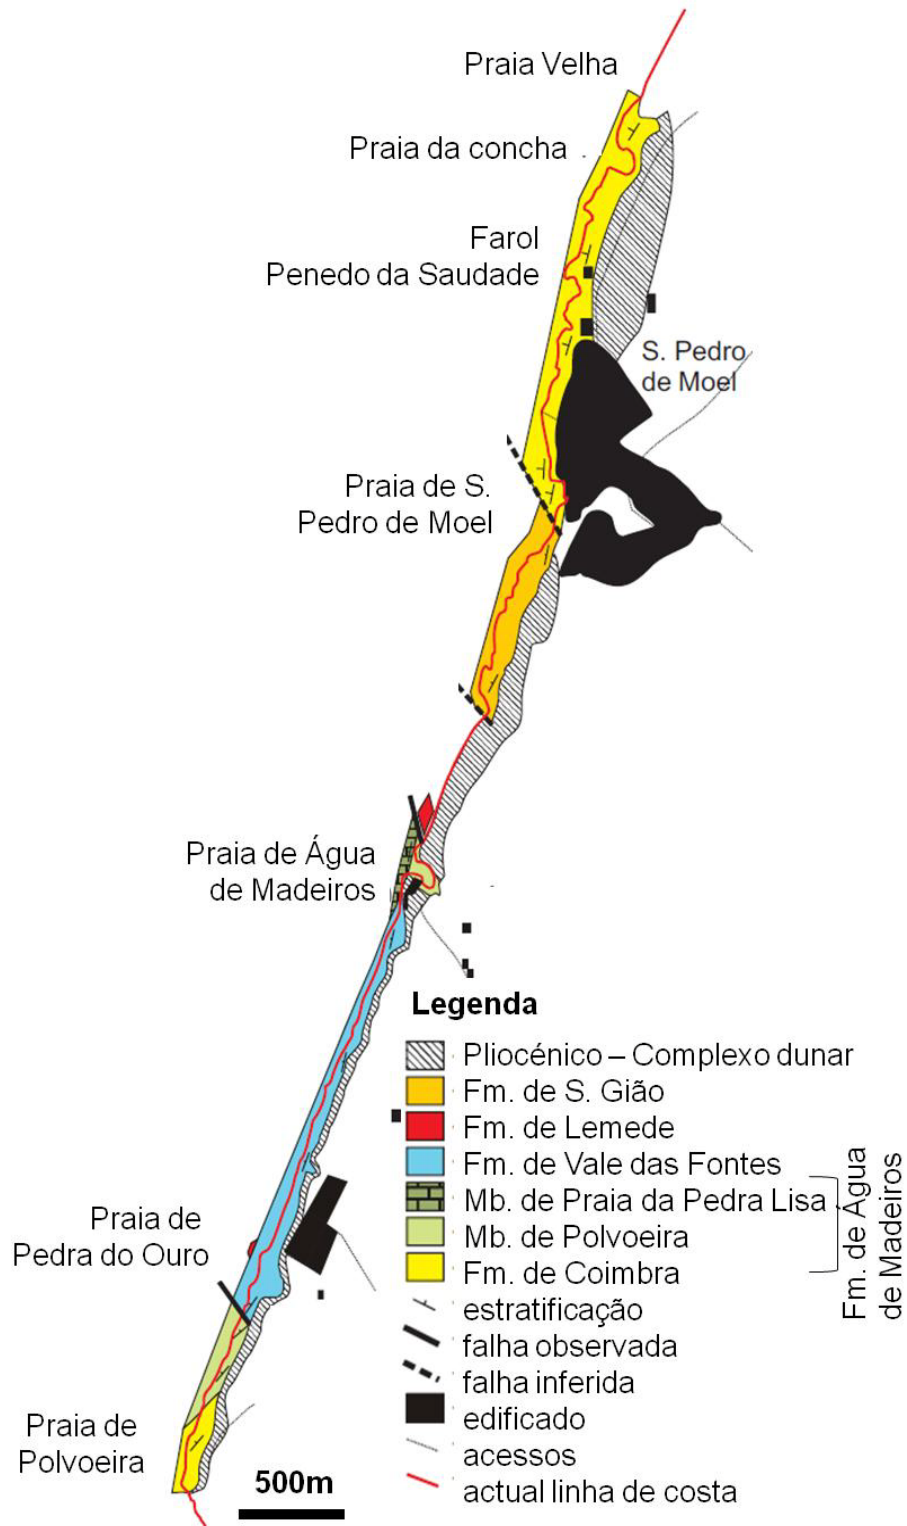 Praia Velha
Praia da concha
Farol
Penedo da Saudade
S. Pedro
de Moel
Praia de S.
Pedro de Moel
Praia de Água
de Madeiros
Legenda
Pliocénico – Complexo dunar
Fm. de S. Gião
Fm. de Lemede
Fm. de Vale das Fontes
Mb. de Praia da Pedra Lisa
Mb. de Polvoeira
Fm. de Coimbra
Fm. de Água
de Madeiros
estratificação
falha observada
falha inferida
edificado
acessos
actual linha de costa
Praia de
Pedra do Ouro
Praia de
Polvoeira
500m